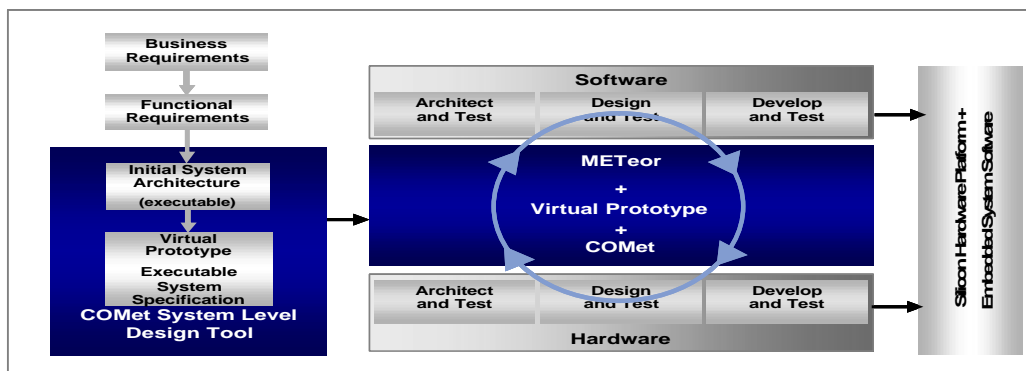 Business
Requirements
Functional
Requirements
Initial System
Architecture
(executable)
Virtual
Prototype
Executable
System
Specification
COMet System Level
Design Tool
Software
Architect
and Test
Design
and Test
Develop
and Test
METeor
+
Virtual Prototype
+
COMet
Architect
and Test
Design
and Test
Develop
and Test
Hardware
Silicon Hardware Platform +
Embedded System Software